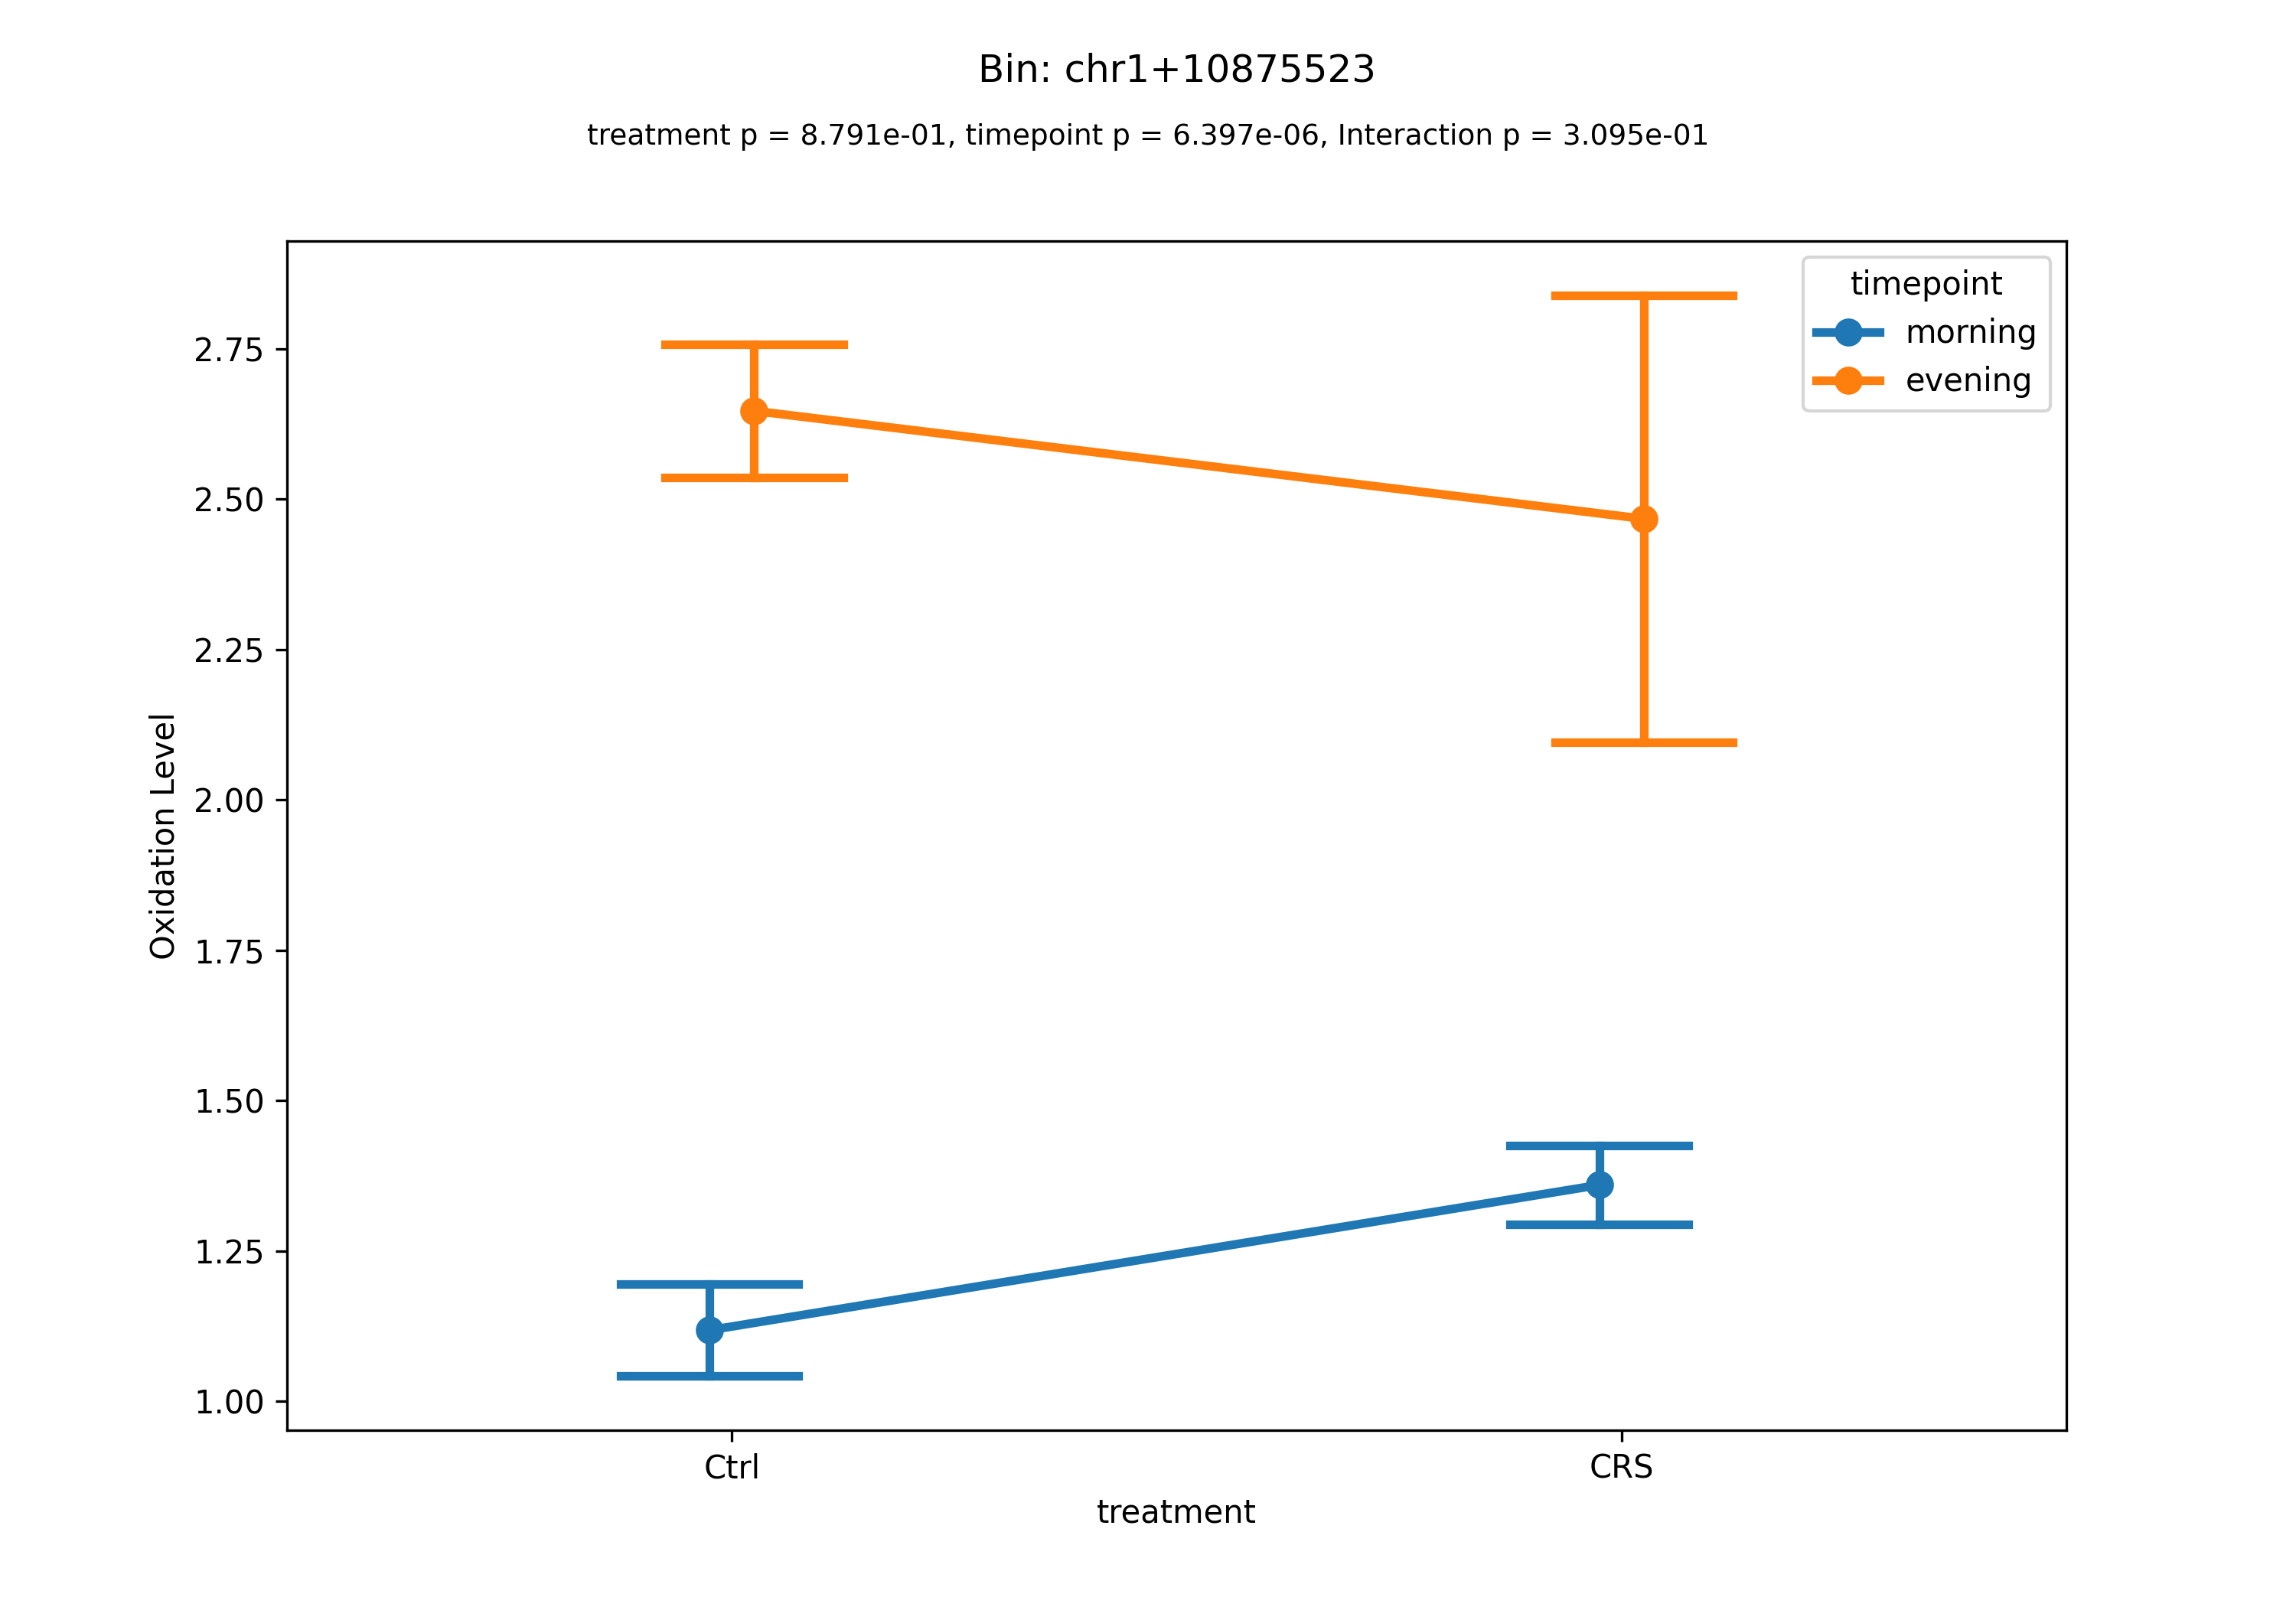 Bin: chr1+10875523
treatment p = 8.791e-01, timepoint p = 6.397e-06, Interaction p = 3.095e-01
timepoint
morning
evening
2.75
2.50
2.25
2.00
1.75
1.50
1.25
1.00
Oxidation Level
Ctrl
CRS
treatment